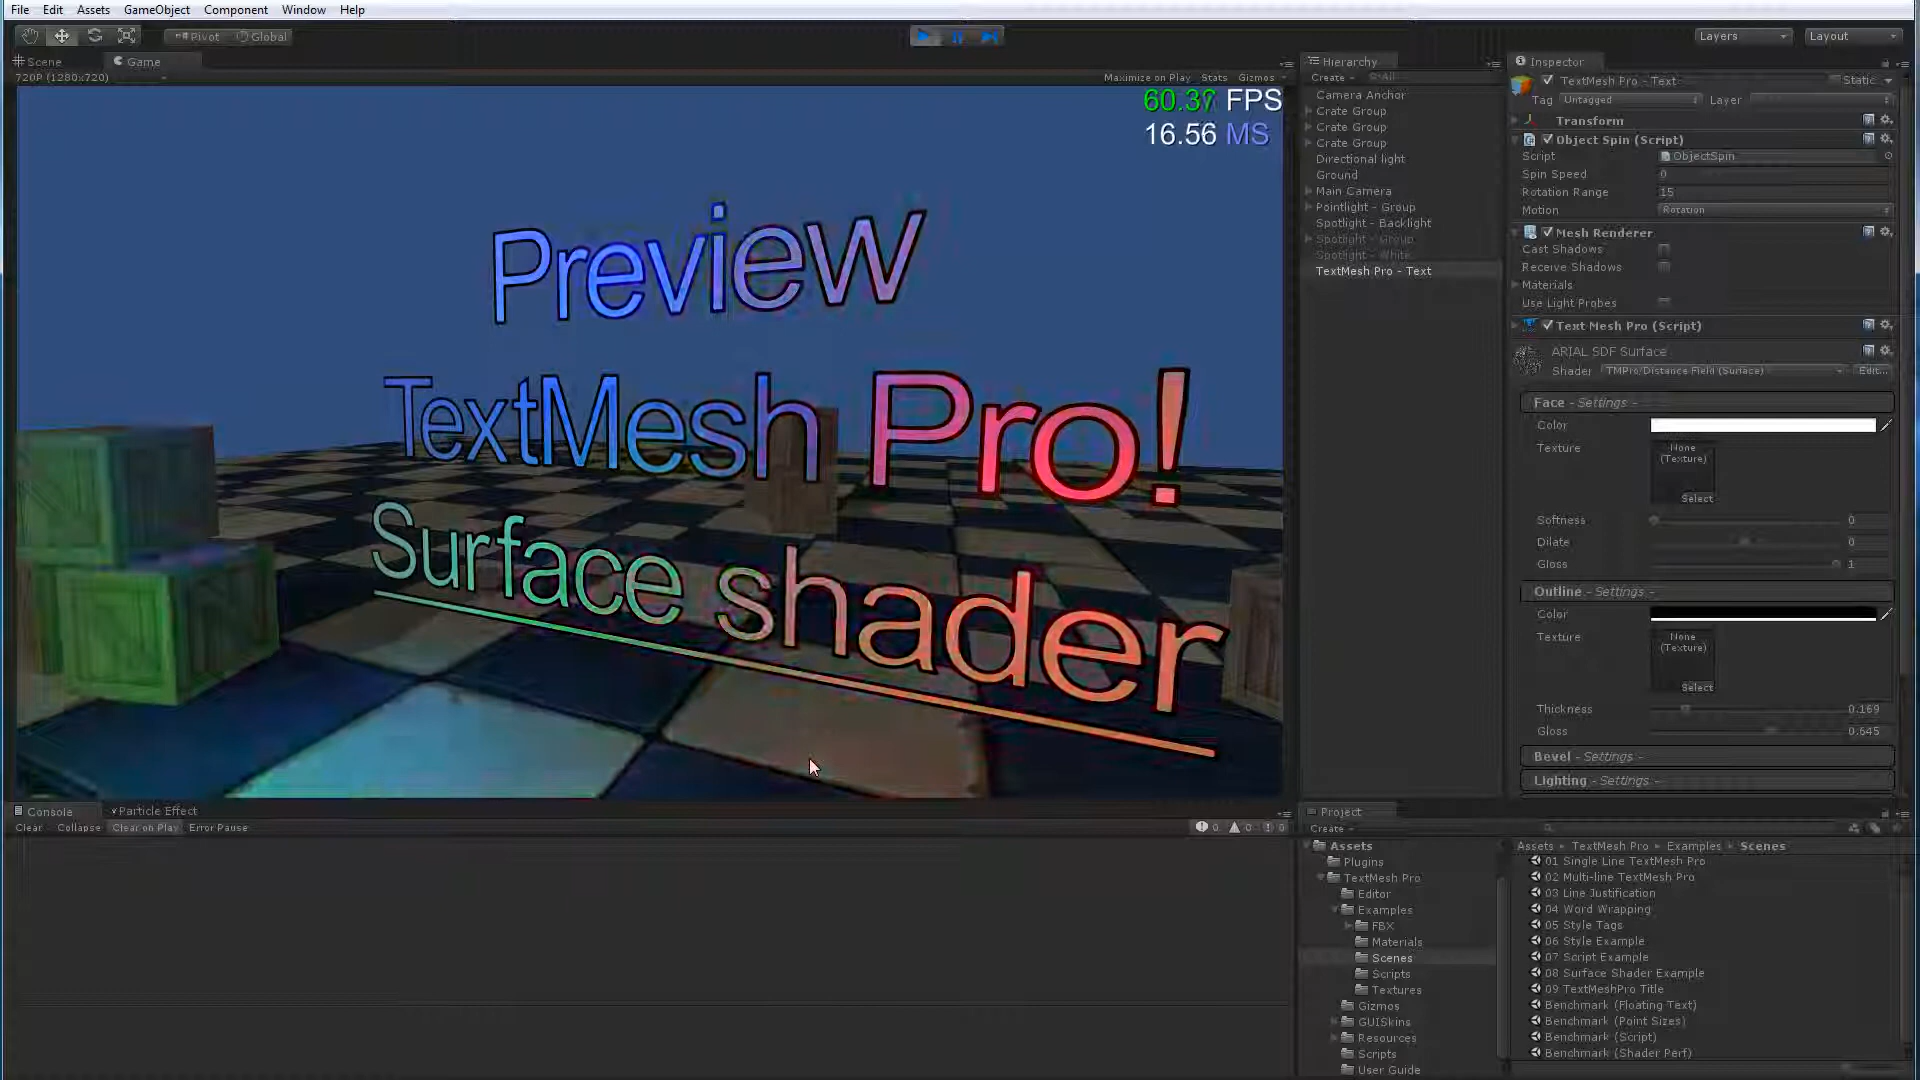 File Edit Assets GameObject Component Window Help
Pivot Global Layers Layout
Scene Game
720P (1280x720) Maximize on Play Stats Gizmos
60.37 FPS
16.56 MS
Preview
TextMesh Pro!
Surface shader
Hierarchy
Create All
Camera Anchor
Crate Group
Crate Group
Crate Group
Directional light
Ground
Main Camera
Pointlight - Group
Spotlight - Backlight
Spotlight - Group
Spotlight - White
TextMesh Pro - Text
Inspector
TextMesh Pro - Text Static
Tag Untagged Layer
Transform
Object Spin (Script)
Script ObjectSpin
Spin Speed 0
Rotation Range 15
Motion Rotation
Mesh Renderer
Cast Shadows
Receive Shadows
Materials
Use Light Probes
Text Mesh Pro (Script)
ARIAL SDF Surface
Shader TMPro/Distance Field (Surface) Edit...
Face - Settings -
Color
Texture None
(Texture)
Select
Softness 0
Dilate 0
Gloss 1
Outline - Settings -
Color
Texture None
(Texture)
Select
Thickness 0.169
Gloss 0.645
Bevel - Settings -
Lighting - Settings -
Console Particle Effect
Clear Collapse Clear on Play Error Pause 0 0 0
Project
Create
Assets
Plugins
TextMesh Pro
Editor
Examples
FBX
Materials
Scenes
Scripts
Textures
Gizmos
GUISkins
Resources
Scripts
User Guide
Assets TextMesh Pro Examples Scenes
01 Single Line TextMesh Pro
02 Multi-line TextMesh Pro
03 Line Justification
04 Word Wrapping
05 Style Tags
06 Style Example
07 Script Example
08 Surface Shader Example
09 TextMeshPro Title
Benchmark (Floating Text)
Benchmark (Point Sizes)
Benchmark (Script)
Benchmark (Shader Perf)